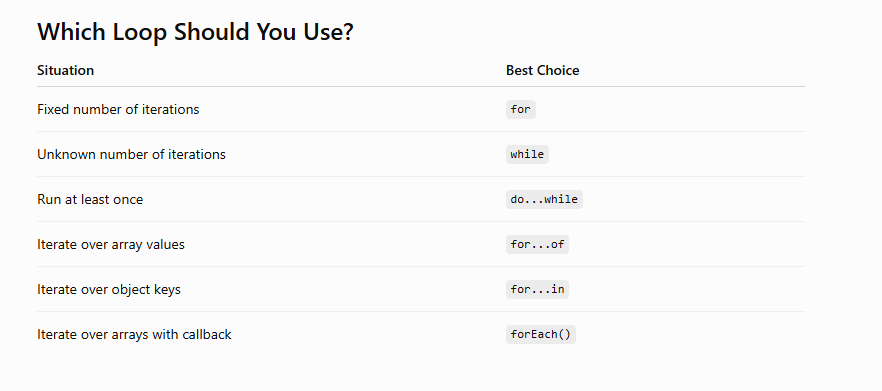 Which Loop Should You Use?
Situation Best Choice
Fixed number of iterations for
Unknown number of iterations while
Run at least once do...while
Iterate over array values for...of
Iterate over object keys for...in
Iterate over arrays with callback forEach()